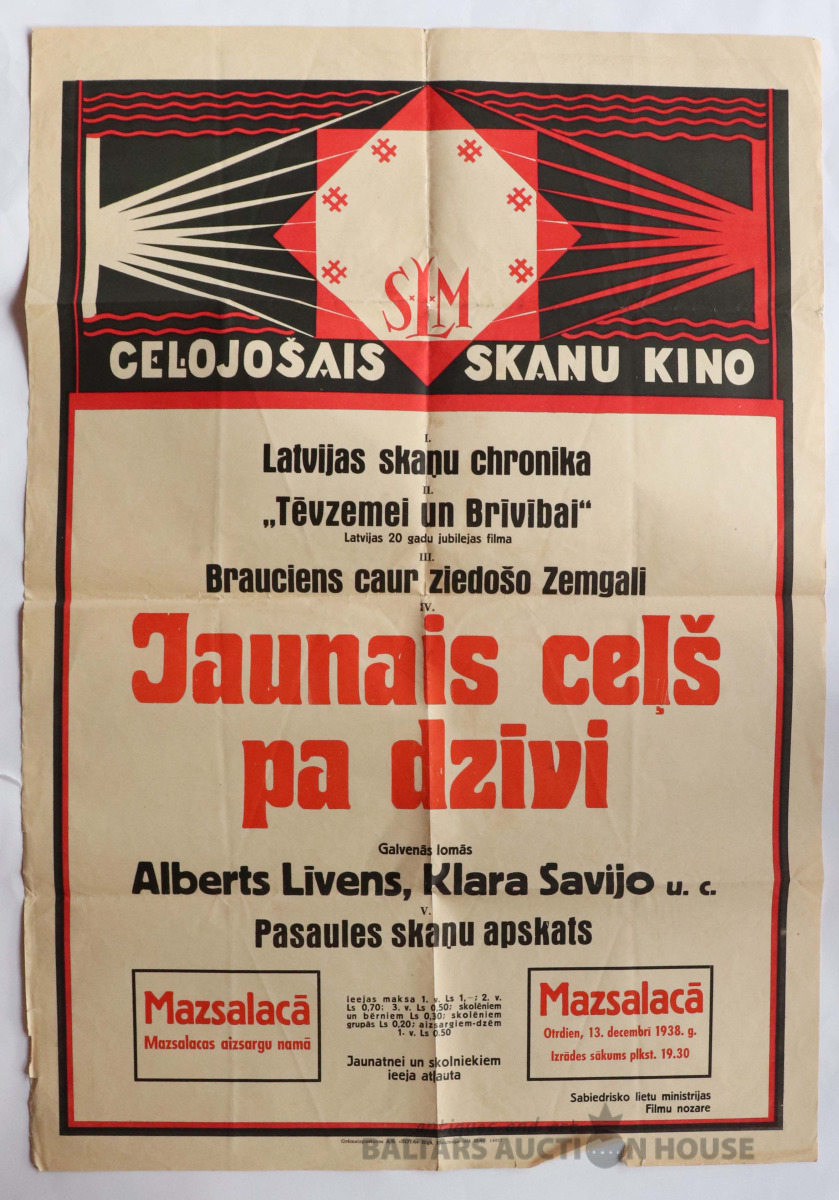 SLM
CEĻOJOŠAIS SKAŅU KINO
I.
Latvijas skaņu chronika
II.
„Tēvzemei un Brīvībai“
Latvijas 20 gadu jubilejas filma
III.
Brauciens caur ziedošo Zemgali
IV.
Jaunais ceļš
pa dzīvi
Galvenās lomās
Alberts Līvens, Klara Savijo u. c.
V.
Pasaules skaņu apskats
Mazsalacā
Mazsalacas aizsargu namā
ieejas maksa 1. v. Ls 1,–; 2. v.
Ls 0,70; 3. v. Ls 0,50; skolēniem
un bērniem Ls 0,30; skolēniem
grupās Ls 0,20; aizsargiem-dzēm
1. v. Ls 0.50
Jaunatnei un skolniekiem
ieeja atļauta
Mazsalacā
Otrdien, 13. decembrī 1938. g.
Izrādes sākums plkst. 19.30
Sabiedrisko lietu ministrijas
Filmu nozare
antiques and art
BALTARS AUCTION HOUSE